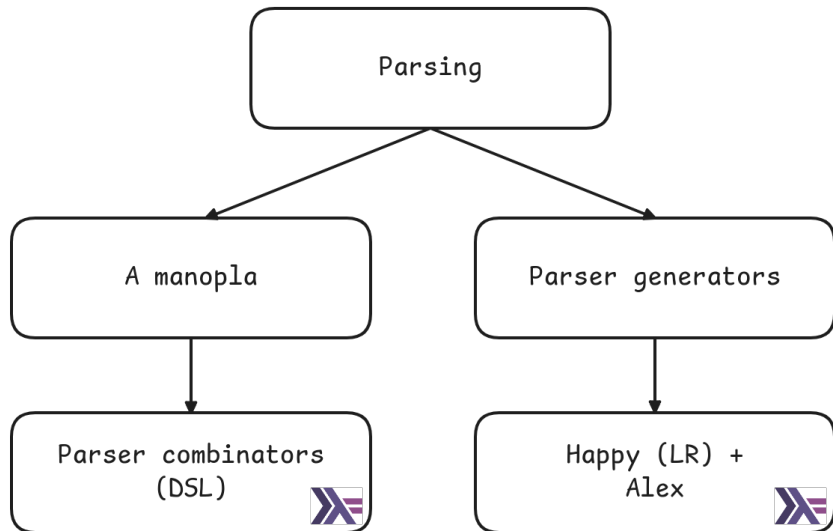 Parsing
A manopla
Parser generators
Parser combinators
(DSL)
Happy (LR) +
Alex